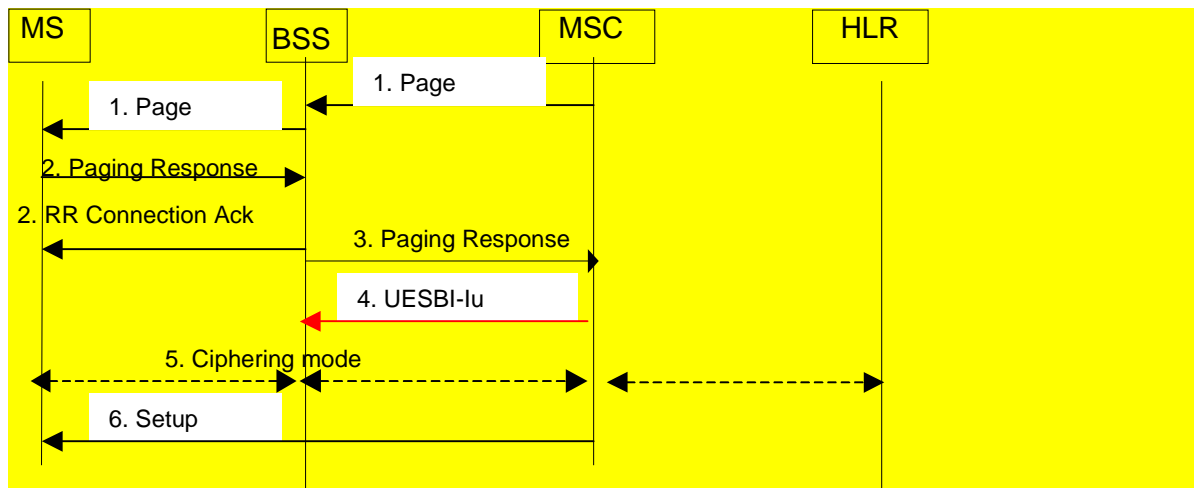 MS
BSS
MSC
HLR
1. Page
1. Page
2. Paging Response
2. RR Connection Ack
3. Paging Response
4. UESBI-Iu
5. Ciphering mode
6. Setup